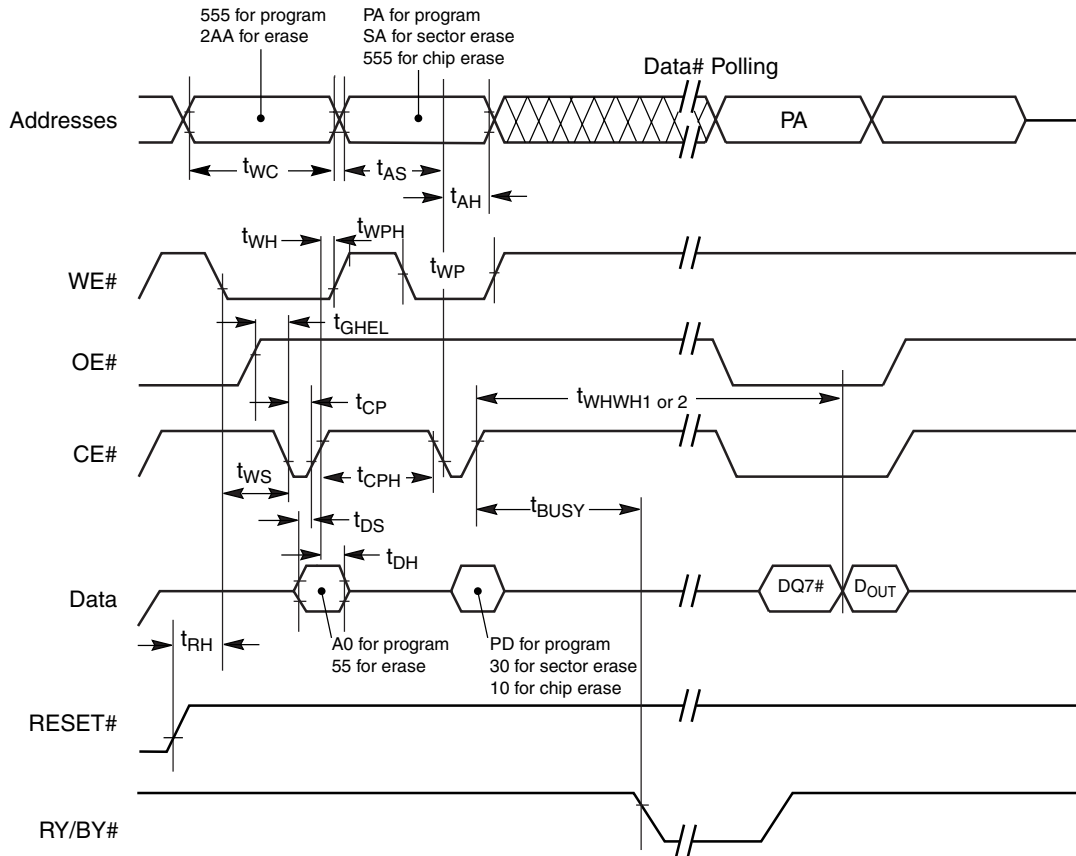 555 for program
2AA for erase
PA for program
SA for sector erase
555 for chip erase
Data# Polling
Addresses
PA
tWC
tAS
tAH
tWH
tWPH
WE#
tWP
tGHEL
OE#
tCP
tWHWH1 or 2
CE#
tWS
tCPH
tBUSY
tDS
tDH
Data
DQ7#
DOUT
A0 for program
55 for erase
PD for program
30 for sector erase
10 for chip erase
tRH
RESET#
RY/BY#